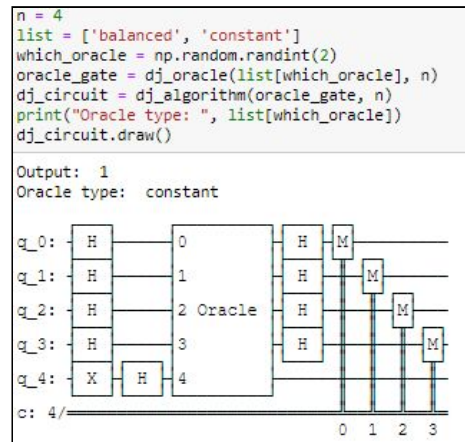 n = 4
list = ['balanced', 'constant']
which_oracle = np.random.randint(2)
oracle_gate = dj_oracle(list[which_oracle], n)
dj_circuit = dj_algorithm(oracle_gate, n)
print("Oracle type: ", list[which_oracle])
dj_circuit.draw()
Output:  1
Oracle type:  constant
q_0: H 0 H M
q_1: H 1 H M
q_2: H 2 Oracle H M
q_3: H 3 H M
q_4: X H 4
c: 4/
0 1 2 3